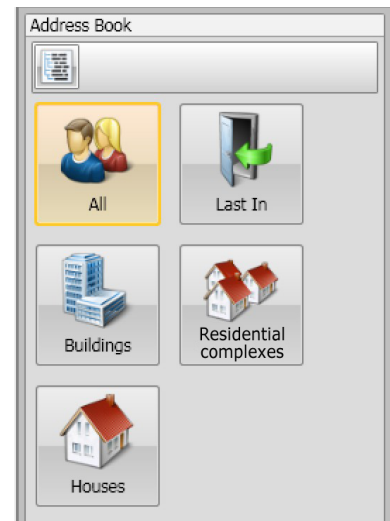 Address Book
All
Last In
Buildings
Residential
complexes
Houses